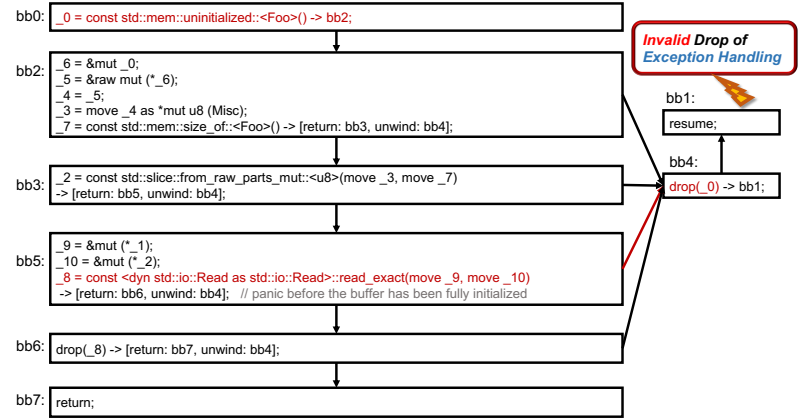 bb0:
_0 = const std::mem::uninitialized::<Foo>() -> bb2;
bb2:
_6 = &mut _0;
_5 = &raw mut (*_6);
_4 = _5;
_3 = move _4 as *mut u8 (Misc);
_7 = const std::mem::size_of::<Foo>() -> [return: bb3, unwind: bb4];
Invalid Drop of
Exception Handling
bb1:
resume;
bb4:
drop(_0) -> bb1;
bb3:
_2 = const std::slice::from_raw_parts_mut::<u8>(move _3, move _7)
-> [return: bb5, unwind: bb4];
bb5:
_9 = &mut (*_1);
_10 = &mut (*_2);
_8 = const <dyn std::io::Read as std::io::Read>::read_exact(move _9, move _10)
-> [return: bb6, unwind: bb4];   // panic before the buffer has been fully initialized
bb6:
drop(_8) -> [return: bb7, unwind: bb4];
bb7:
return;